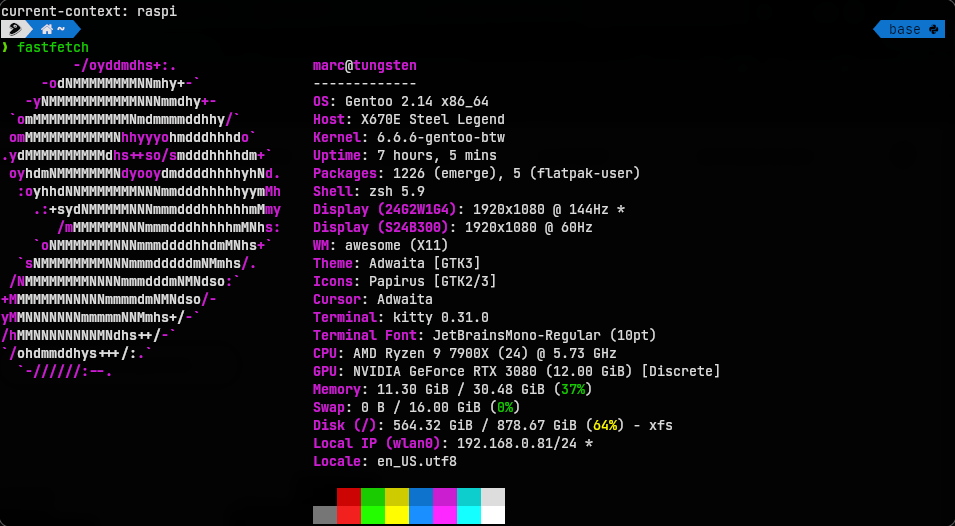 current-context: raspi
~ base
❯ fastfetch
-/oyddmdhs+:.
marc@tungsten
-odNMMMMMMMMNNmhy+-`
-------------
-yNMMMMMMMMMMMNNNmmdhy+-
OS: Gentoo 2.14 x86_64
`omMMMMMMMMMMMMNmdmmmmddhhy/`
Host: X670E Steel Legend
omMMMMMMMMMMMNhhyyyohmdddhhhdo`
Kernel: 6.6.6-gentoo-btw
.ydMMMMMMMMMMdhs++so/smdddhhhhdm+`
Uptime: 7 hours, 5 mins
oyhdmNMMMMMMMNdyooydmddddhhhhyhNd.
Packages: 1226 (emerge), 5 (flatpak-user)
:oyhhdNNMMMMMMMNNNmmdddhhhhhyymMh
Shell: zsh 5.9
.:+sydNMMMMMNNNmmmdddhhhhhhmMmy
Display (24G2W1G4): 1920x1080 @ 144Hz *
/mMMMMMMNNNmmmdddhhhhhmMNhs:
Display (S24B300): 1920x1080 @ 60Hz
`oNMMMMMMMNNNmmmddddhhdmMNhs+`
WM: awesome (X11)
`sNMMMMMMMMNNNmmmdddddmNMmhs/.
Theme: Adwaita [GTK3]
/NMMMMMMMMNNNNmmmdddmNMNdso:`
Icons: Papirus [GTK2/3]
+MMMMMMMNNNNNmmmmdmNMNdso/-
Cursor: Adwaita
yMMNNNNNNNmmmmmNNMmhs+/-`
Terminal: kitty 0.31.0
/hMMNNNNNNNNMNdhs++/-`
Terminal Font: JetBrainsMono-Regular (10pt)
`/ohdmmddhys+++/:.`
CPU: AMD Ryzen 9 7900X (24) @ 5.73 GHz
`-//////:--.
GPU: NVIDIA GeForce RTX 3080 (12.00 GiB) [Discrete]
Memory: 11.30 GiB / 30.48 GiB (37%)
Swap: 0 B / 16.00 GiB (0%)
Disk (/): 564.32 GiB / 878.67 GiB (64%) - xfs
Local IP (wlan0): 192.168.0.81/24 *
Locale: en_US.utf8